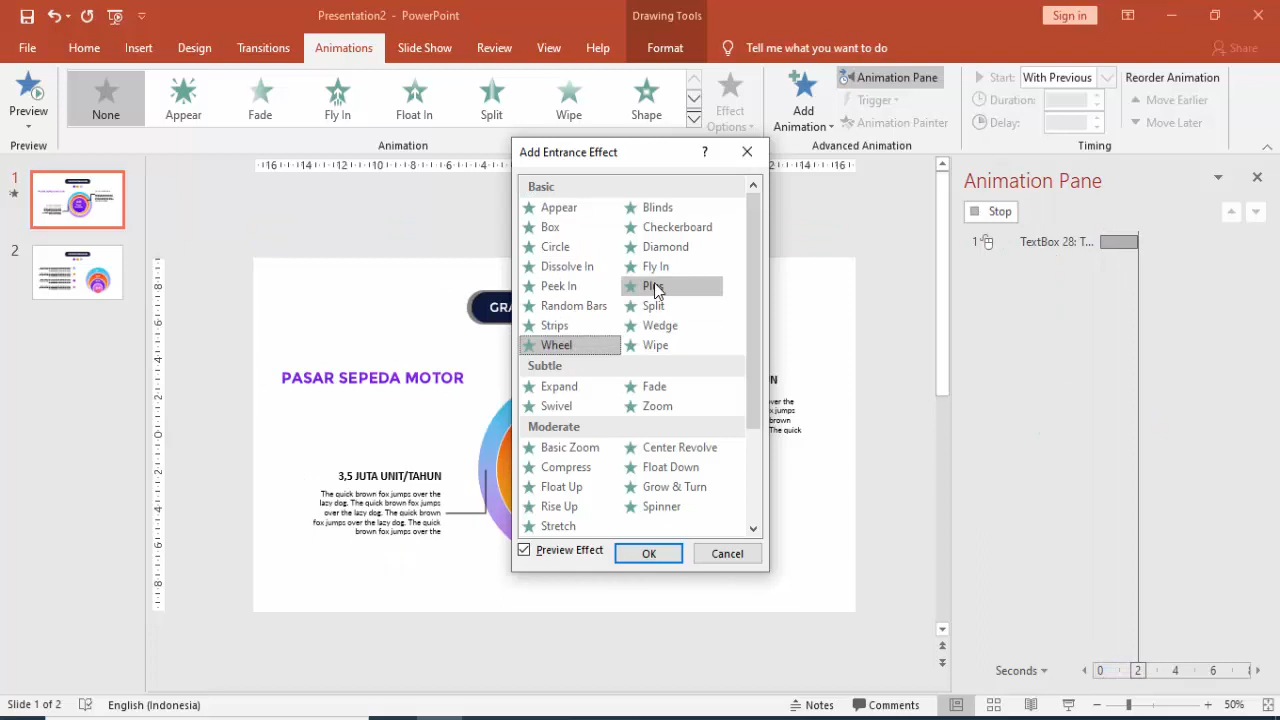 Presentation2 - PowerPoint
Drawing Tools
Sign in
File Home Insert Design Transitions Animations Slide Show Review View Help Format Tell me what you want to do Share
Preview
None Appear Fade Fly In Float In Split Wipe Shape
Effect Options
Add Animation
Animation Pane
Trigger
Animation Painter
Start: With Previous
Duration:
Delay:
Reorder Animation
Move Earlier
Move Later
Preview Animation Advanced Animation Timing
Add Entrance Effect ?
Basic
Appear Blinds
Box Checkerboard
Circle Diamond
Dissolve In Fly In
Peek In
Random Bars Split
Strips Wedge
Wheel Wipe
Subtle
Expand Fade
Swivel Zoom
Moderate
Basic Zoom Center Revolve
Compress Float Down
Float Up Grow & Turn
Rise Up Spinner
Stretch
Preview Effect OK Cancel
1
2
PASAR SEPEDA MOTOR
3,5 JUTA UNIT/TAHUN
The quick brown fox jumps over the
lazy dog. The quick brown fox jumps
over the lazy dog. The quick brown
fox jumps over the lazy dog. The quick
brown fox jumps over the
Animation Pane
Stop
1 TextBox 28: T...
Seconds 0 2 4 6
Slide 1 of 2 English (Indonesia) Notes Comments 50%